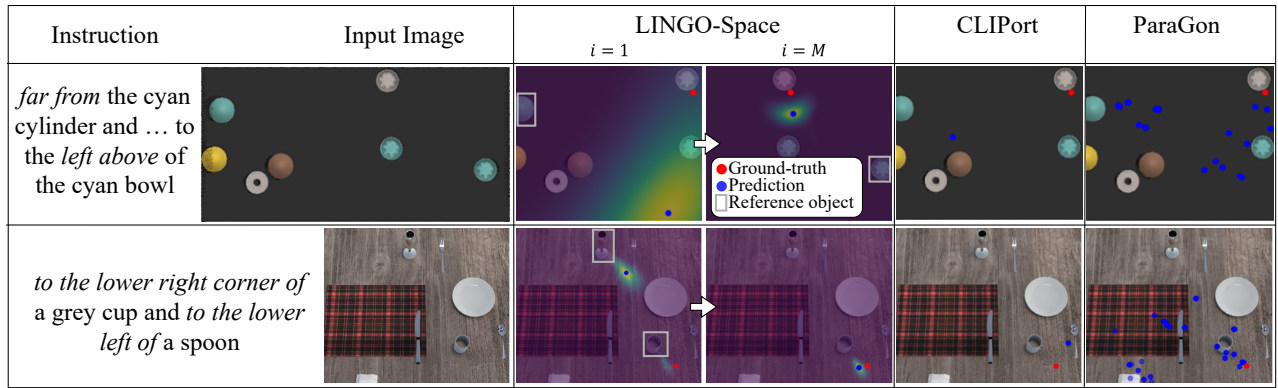 Instruction
Input Image
LINGO-Space
i = 1
i = M
CLIPort
ParaGon
far from the cyan
cylinder and … to
the left above of
the cyan bowl
Ground-truth
Prediction
Reference object
to the lower right corner of
a grey cup and to the lower
left of a spoon